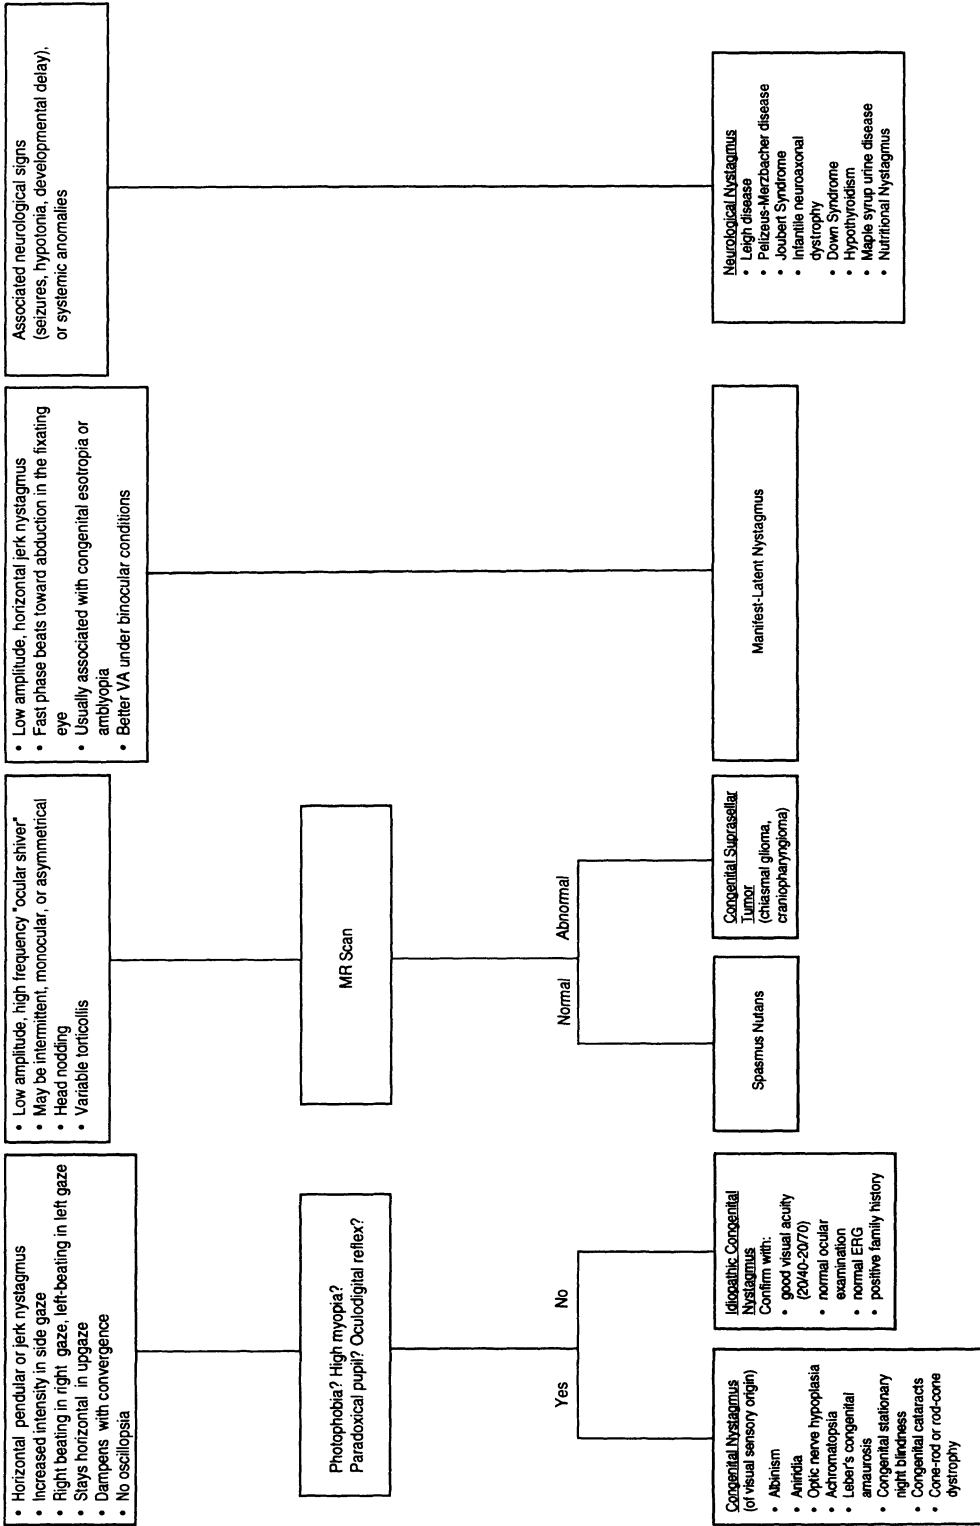 • Horizontal pendular or jerk nystagmus
• Increased intensity in side gaze
• Right beating in right gaze, left-beating in left gaze
• Stays horizontal in upgaze
• Dampens with convergence
• No oscillopsia
Photophobia? High myopia?
Paradoxical pupil? Oculodigital reflex?
Yes
No
Congenital Nystagmus
(of visual sensory origin)
• Albinism
• Aniridia
• Optic nerve hypoplasia
• Achromatopsia
• Leber's congenital
amaurosis
• Congenital stationary
night blindness
• Congenital cataracts
• Cone-rod or rod-cone
dystrophy
Idiopathic Congenital
Nystagmus
Confirm with:
• good visual acuity
(20/40-20/70)
• normal ocular
examination
• normal ERG
• positive family history
• Low amplitude, high frequency "ocular shiver"
• May be intermittent, monocular, or asymmetrical
• Head nodding
• Variable torticollis
MR Scan
Normal
Abnormal
Spasmus Nutans
Congenital Suprasellar
Tumor
(chiasmal glioma,
craniopharyngioma)
• Low amplitude, horizontal jerk nystagmus
• Fast phase beats toward abduction in the fixating
eye
• Usually associated with congenital esotropia or
amblyopia
• Better VA under binocular conditions
Manifest-Latent Nystagmus
Associated neurological signs
(seizures, hypotonia, developmental delay),
or systemic anomalies
Neurological Nystagmus
• Leigh disease
• Pelizeus-Merzbacher disease
• Joubert Syndrome
• Infantile neuroaxonal
dystrophy
• Down Syndrome
• Hypothyroidism
• Maple syrup urine disease
• Nutritional Nystagmus